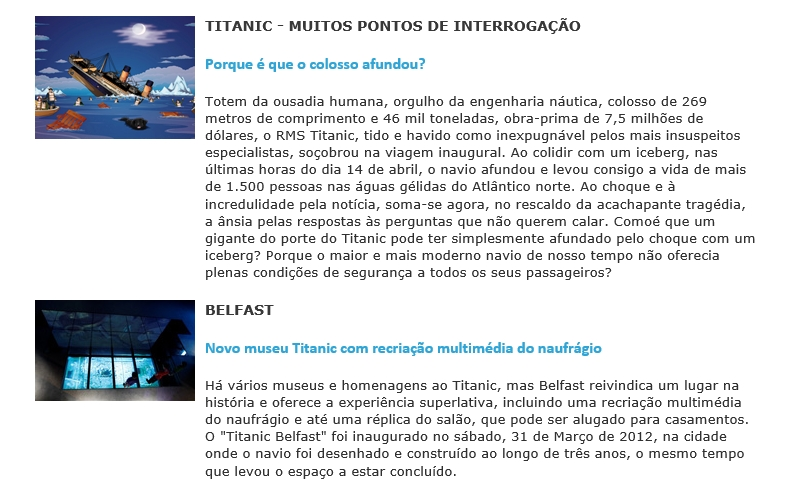 TITANIC - MUITOS PONTOS DE INTERROGAÇÃO
Porque é que o colosso afundou?
Totem da ousadia humana, orgulho da engenharia náutica, colosso de 269
metros de comprimento e 46 mil toneladas, obra-prima de 7,5 milhões de
dólares, o RMS Titanic, tido e havido como inexpugnável pelos mais insuspeitos
especialistas, soçobrou na viagem inaugural. Ao colidir com um iceberg, nas
últimas horas do dia 14 de abril, o navio afundou e levou consigo a vida de mais
de 1.500 pessoas nas águas gélidas do Atlântico norte. Ao choque e à
incredulidade pela notícia, soma-se agora, no rescaldo da acachapante tragédia,
a ânsia pelas respostas às perguntas que não querem calar. Comoé que um
gigante do porte do Titanic pode ter simplesmente afundado pelo choque com um
iceberg? Porque o maior e mais moderno navio de nosso tempo não oferecia
plenas condições de segurança a todos os seus passageiros?
BELFAST
Novo museu Titanic com recriação multimédia do naufrágio
Há vários museus e homenagens ao Titanic, mas Belfast reivindica um lugar na
história e oferece a experiência superlativa, incluindo uma recriação multimédia
do naufrágio e até uma réplica do salão, que pode ser alugado para casamentos.
O "Titanic Belfast" foi inaugurado no sábado, 31 de Março de 2012, na cidade
onde o navio foi desenhado e construído ao longo de três anos, o mesmo tempo
que levou o espaço a estar concluído.